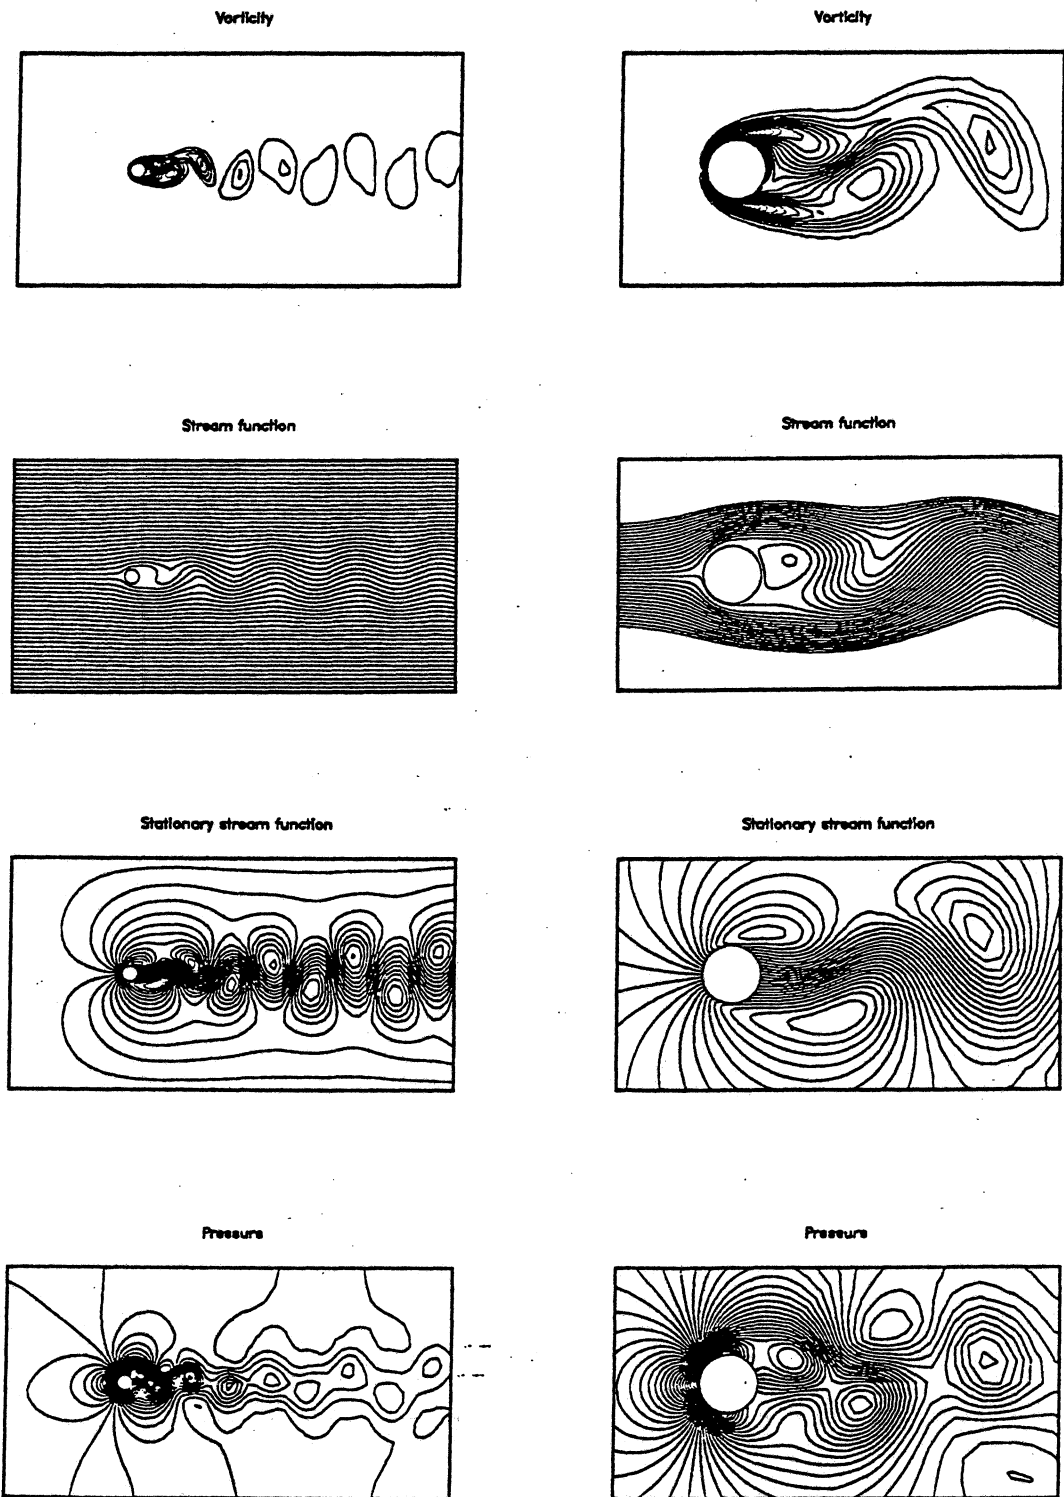 Vorticity
Vorticity
Stream function
Stream function
Stationary stream function
Stationary stream function
Pressure
Pressure